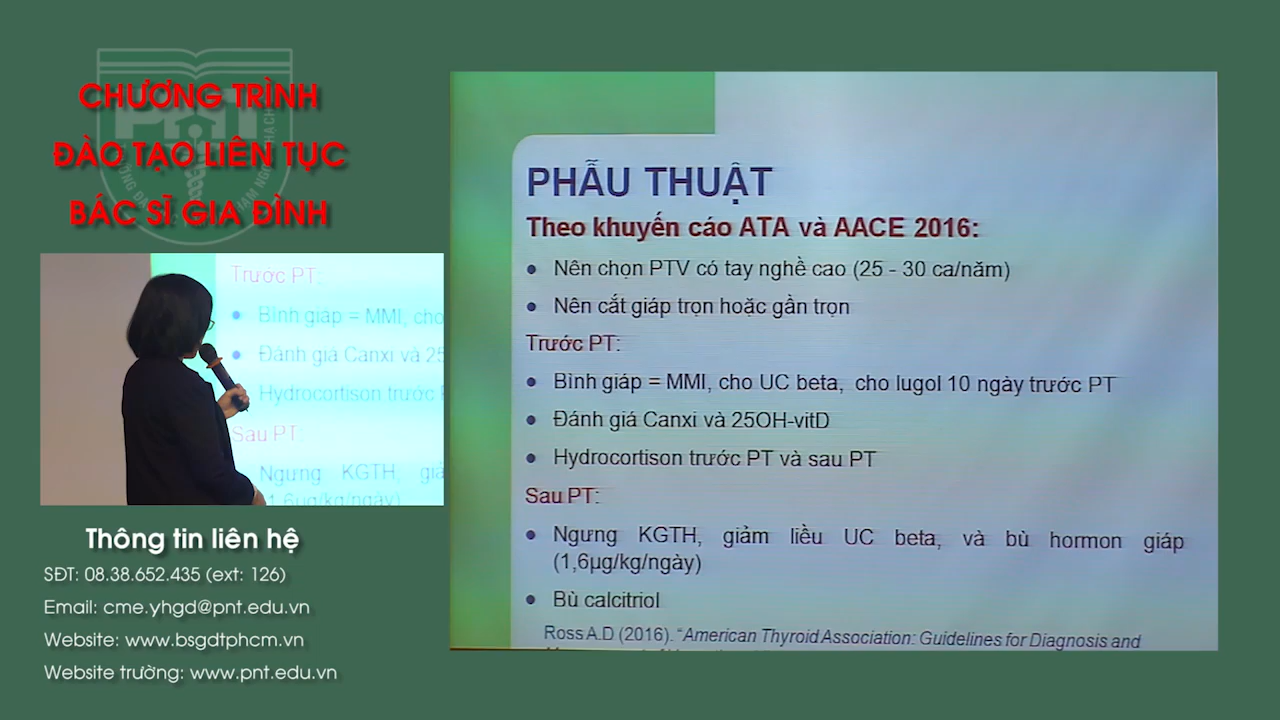 CHƯƠNG TRÌNH
ĐÀO TẠO LIÊN TỤC
BÁC SĨ GIA ĐÌNH
PNT
Trước PT:
Bình giáp = MMI, cho
Đánh giá Canxi và 25
Hydrocortison trước
Sau PT
Ngưng KGTH, giả
(1,6µg/kg/ngày)
Thông tin liên hệ
SĐT: 08.38.652.435 (ext: 126)
Email: cme.yhgd@pnt.edu.vn
Website: www.bsgdtphcm.vn
Website trường: www.pnt.edu.vn
PHẪU THUẬT
Theo khuyến cáo ATA và AACE 2016:
• Nên chọn PTV có tay nghề cao (25 - 30 ca/năm)
• Nên cắt giáp trọn hoặc gần trọn
Trước PT:
• Bình giáp = MMI, cho UC beta, cho lugol 10 ngày trước PT
• Đánh giá Canxi và 25OH-vitD
• Hydrocortison trước PT và sau PT
Sau PT:
• Ngưng KGTH, giảm liều UC beta, và bù hormon giáp
(1,6µg/kg/ngày)
• Bù calcitriol
Ross A.D (2016). “American Thyroid Association: Guidelines for Diagnosis and